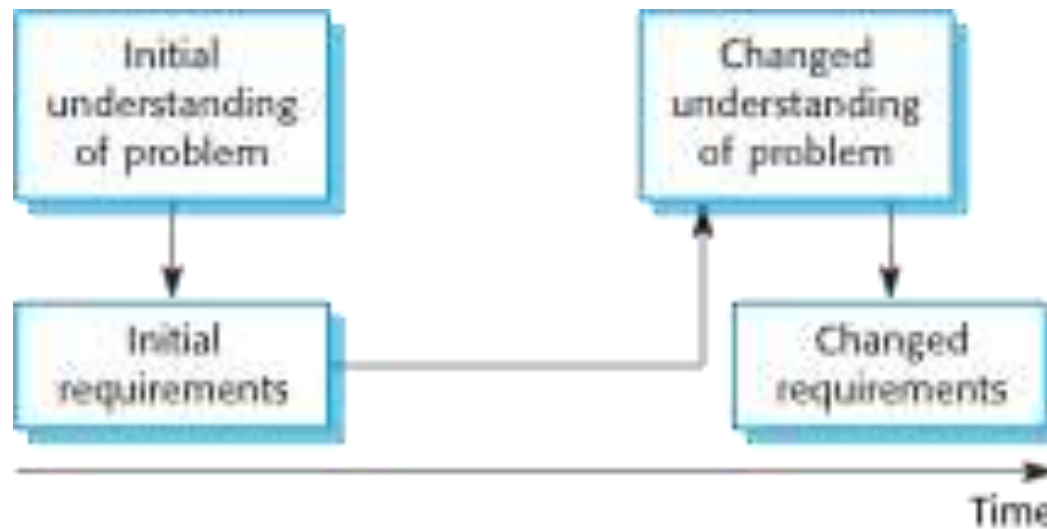 Initial
understanding
of problem
Changed
understanding
of problem
Initial
requirements
Changed
requirements
Time